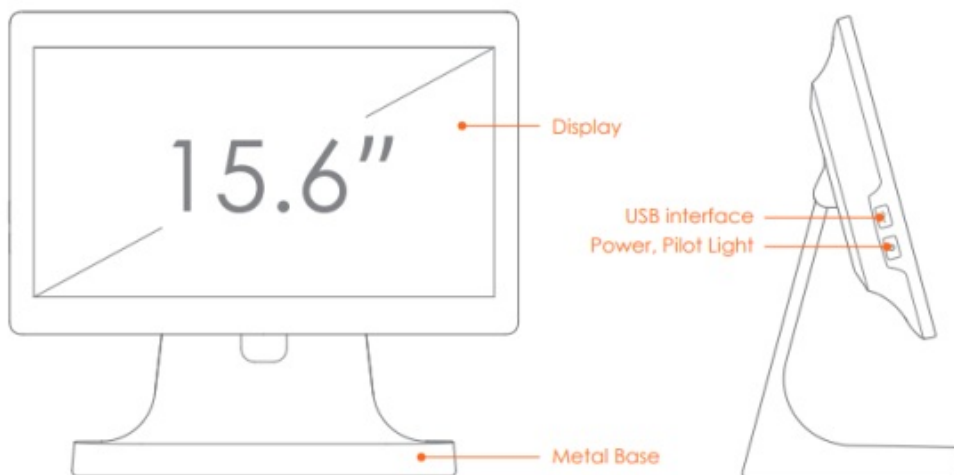 15.6”
Display
USB interface
Power, Pilot Light
Metal Base